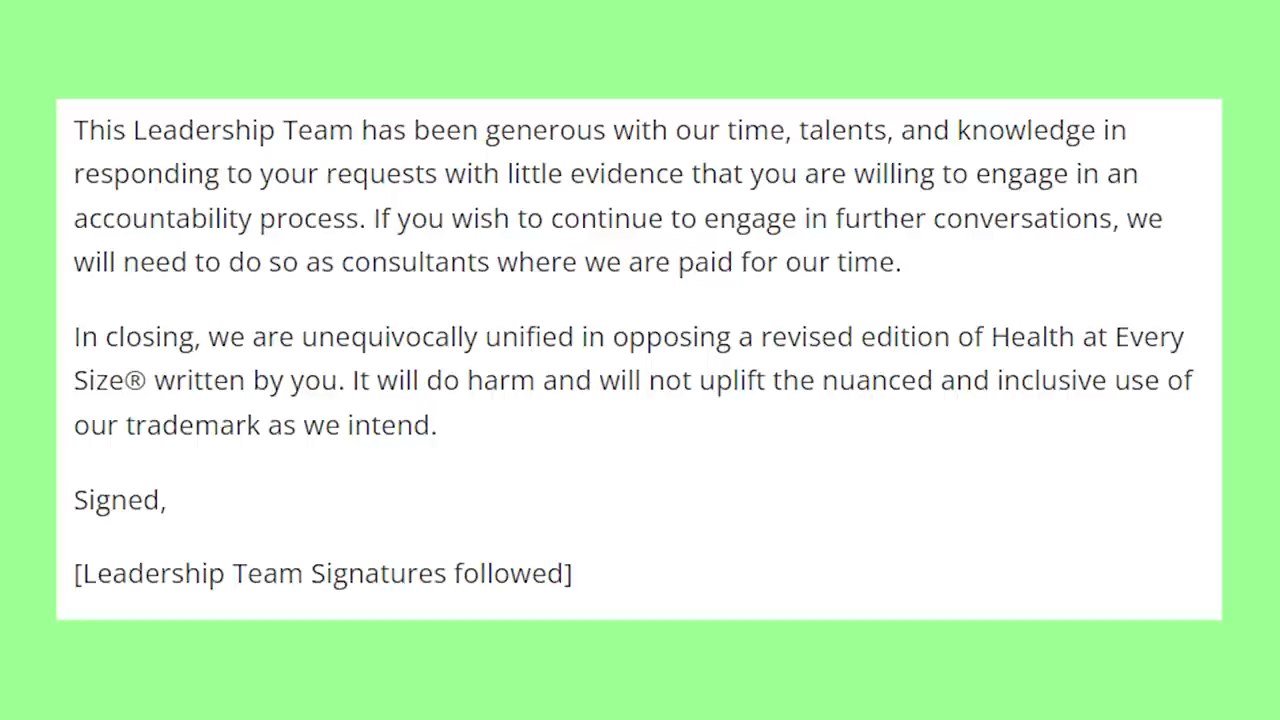 This Leadership Team has been generous with our time, talents, and knowledge in
responding to your requests with little evidence that you are willing to engage in an
accountability process. If you wish to continue to engage in further conversations, we
will need to do so as consultants where we are paid for our time.
In closing, we are unequivocally unified in opposing a revised edition of Health at Every
Size® written by you. It will do harm and will not uplift the nuanced and inclusive use of
our trademark as we intend.
Signed,
[Leadership Team Signatures followed]